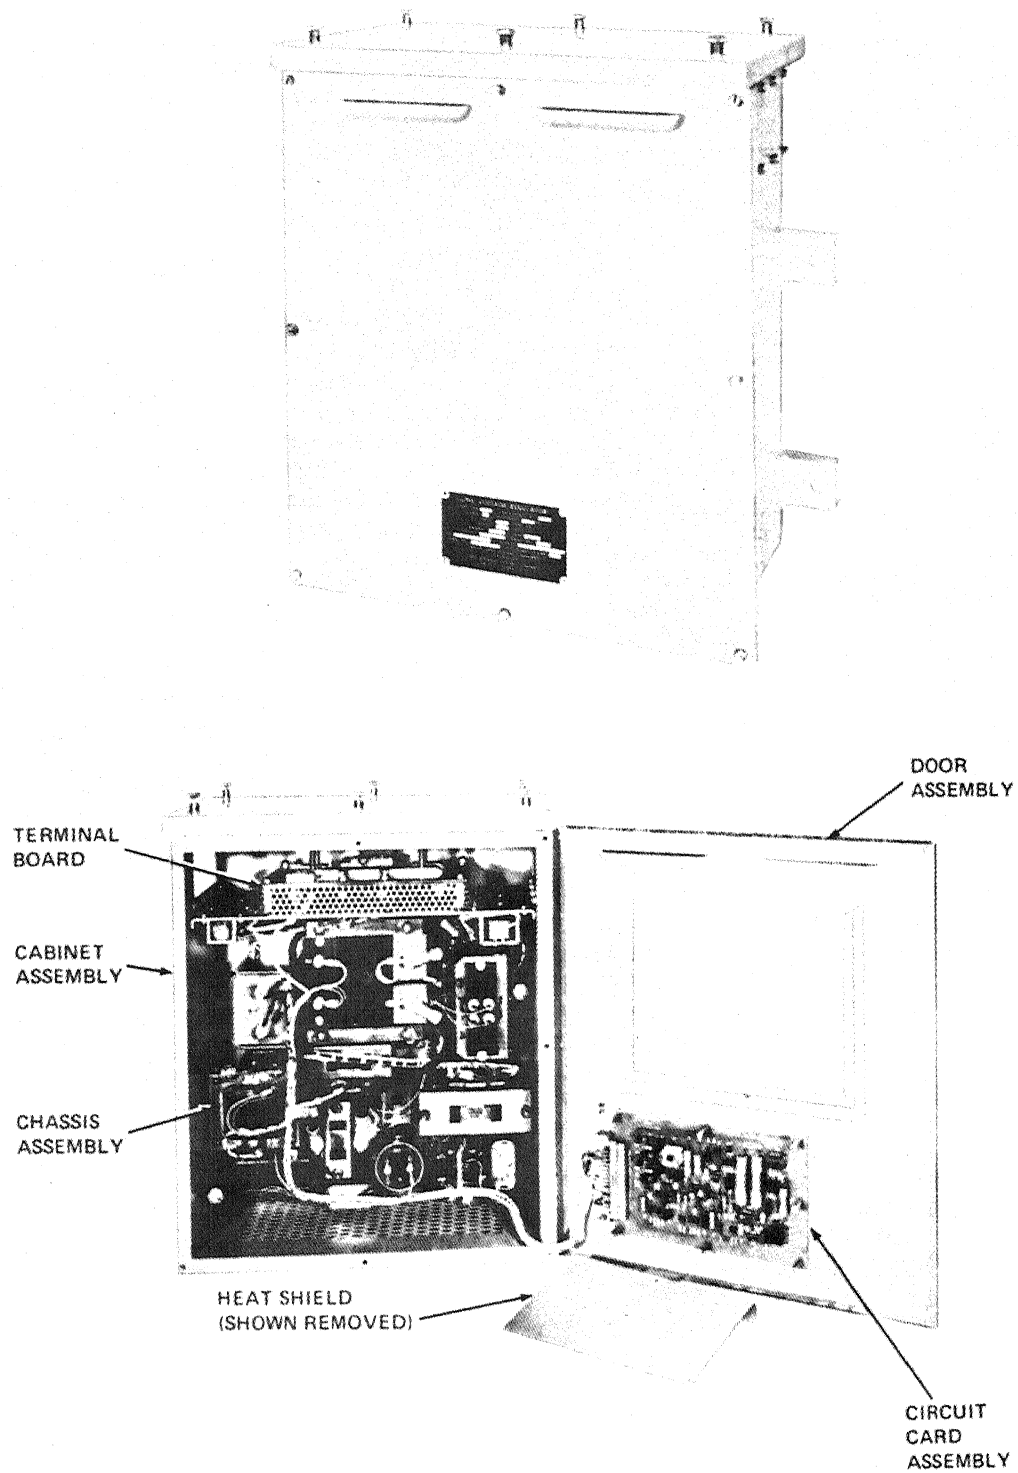 DOOR
ASSEMBLY
TERMINAL
BOARD
CABINET
ASSEMBLY
CHASSIS
ASSEMBLY
HEAT SHIELD
(SHOWN REMOVED)
CIRCUIT
CARD
ASSEMBLY